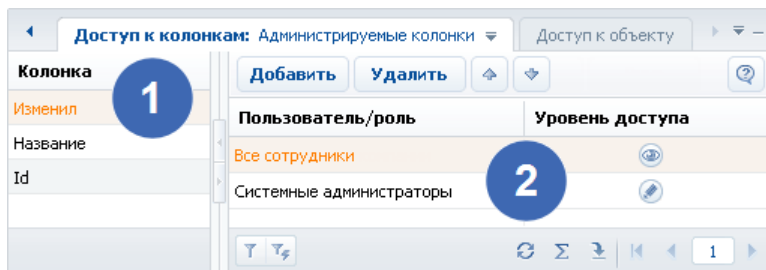 Доступ к колонкам: Администрируемые колонки Доступ к объекту
Колонка
Добавить Удалить
1
Изменил
Пользователь/роль Уровень доступа
Название
Все сотрудники
Id
2
Системные администраторы
Σ 1